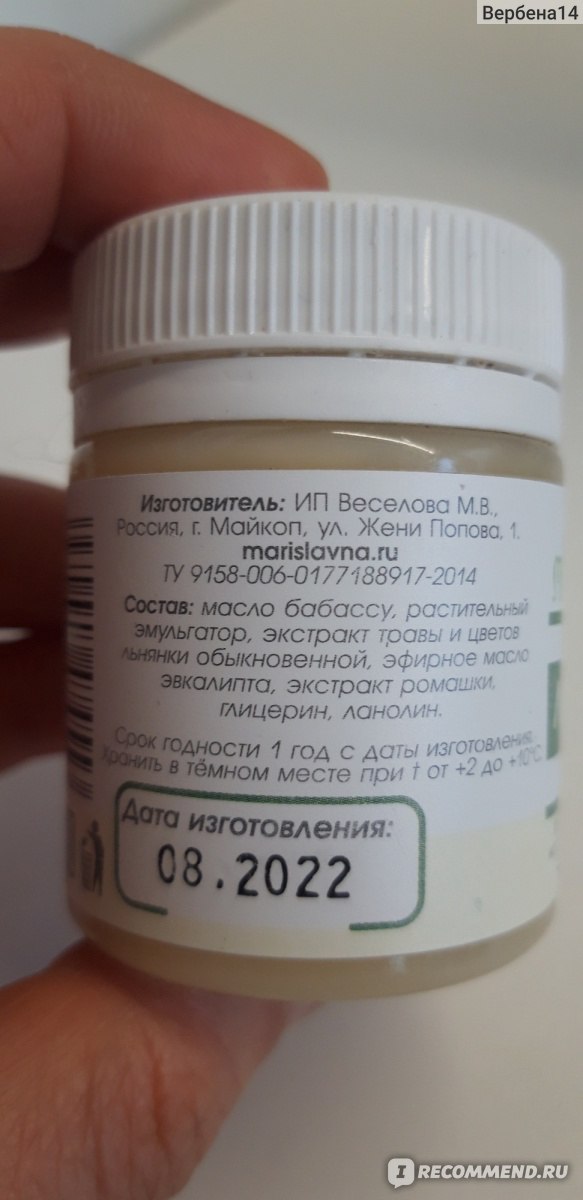 Вербена14
Изготовитель: ИП Веселова М.В.,
Россия, г. Майкоп, ул. Жени Попова, 1.
marislavna.ru
ТУ 9158-006-0177188917-2014
Состав: масло бабассу, растительный
эмульгатор, экстракт травы и цветов
льнянки обыкновенной, эфирное масло
эвкалипта, экстракт ромашки,
глицерин, ланолин.
Срок годности 1 год с даты изготовления.
Хранить в тёмном месте при t от +2 до +10°С.
Дата изготовления:
08.2022
I RECOMMEND.RU